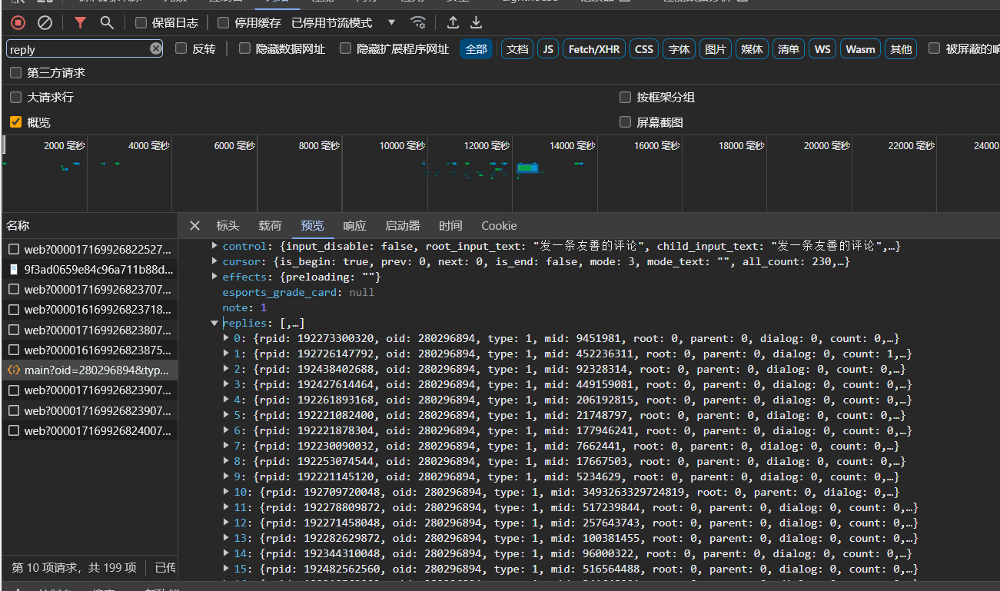 保留日志 停用缓存 已停用节流模式
reply 反转 隐藏数据网址 隐藏扩展程序网址 全部 文档 JS Fetch/XHR CSS 字体 图片 媒体 清单 WS Wasm 其他 被屏蔽的
第三方请求
大请求行 按框架分组
概览 屏幕截图
2000 毫秒 4000 毫秒 6000 毫秒 8000 毫秒 10000 毫秒 12000 毫秒 14000 毫秒 16000 毫秒 18000 毫秒 20000 毫秒 22000 毫秒 24000
名称 标头 载荷 预览 响应 启动器 时间 Cookie
web?000017169926822527...
9f3ad0659e84c96a711b88d...
web?000017169926823707...
web?000016169926823718...
web?000017169926823807...
web?000016169926823875...
main?oid=280296894&typ...
web?000017169926823907...
web?000017169926823907...
web?000017169926824007...
control: {input_disable: false, root_input_text: "发一条友善的评论", child_input_text: "发一条友善的评论",…}
cursor: {is_begin: true, prev: 0, next: 0, is_end: false, mode: 3, mode_text: "", all_count: 230,…}
effects: {preloading: ""}
esports_grade_card: null
note: 1
replies: [,…]
0: {rpid: 192273300320, oid: 280296894, type: 1, mid: 9451981, root: 0, parent: 0, dialog: 0, count: 0,…}
1: {rpid: 192726147792, oid: 280296894, type: 1, mid: 452236311, root: 0, parent: 0, dialog: 0, count: 1,…}
2: {rpid: 192438402688, oid: 280296894, type: 1, mid: 92328314, root: 0, parent: 0, dialog: 0, count: 0,…}
3: {rpid: 192427614464, oid: 280296894, type: 1, mid: 449159081, root: 0, parent: 0, dialog: 0, count: 0,…}
4: {rpid: 192261893168, oid: 280296894, type: 1, mid: 206192815, root: 0, parent: 0, dialog: 0, count: 0,…}
5: {rpid: 192221082400, oid: 280296894, type: 1, mid: 21748797, root: 0, parent: 0, dialog: 0, count: 0,…}
6: {rpid: 192221878304, oid: 280296894, type: 1, mid: 177946241, root: 0, parent: 0, dialog: 0, count: 0,…}
7: {rpid: 192230090032, oid: 280296894, type: 1, mid: 7662441, root: 0, parent: 0, dialog: 0, count: 0,…}
8: {rpid: 192253074544, oid: 280296894, type: 1, mid: 17667503, root: 0, parent: 0, dialog: 0, count: 0,…}
9: {rpid: 192221145120, oid: 280296894, type: 1, mid: 5234629, root: 0, parent: 0, dialog: 0, count: 0,…}
10: {rpid: 192709720048, oid: 280296894, type: 1, mid: 3493263329724819, root: 0, parent: 0, dialog: 0,…}
11: {rpid: 192278809872, oid: 280296894, type: 1, mid: 517239844, root: 0, parent: 0, dialog: 0, count: 0,…}
12: {rpid: 192271458048, oid: 280296894, type: 1, mid: 257643743, root: 0, parent: 0, dialog: 0, count: 0,…}
13: {rpid: 192282629872, oid: 280296894, type: 1, mid: 100381455, root: 0, parent: 0, dialog: 0, count: 0,…}
14: {rpid: 192344310048, oid: 280296894, type: 1, mid: 96000322, root: 0, parent: 0, dialog: 0, count: 0,…}
15: {rpid: 192482562560, oid: 280296894, type: 1, mid: 516564488, root: 0, parent: 0, dialog: 0, count: 0,…}
第 10 项请求，共 199 项 已传